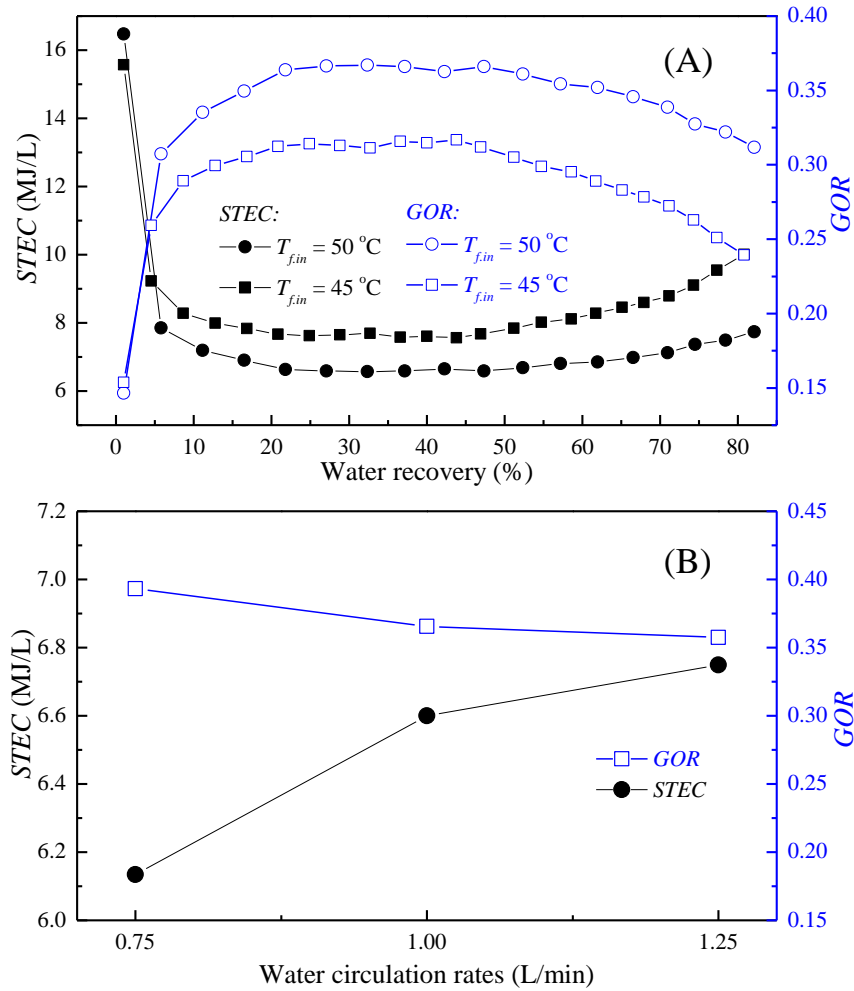 (A)
STEC (MJ/L)
16
14
12
10
8
6
GOR
0.40
0.35
0.30
0.25
0.20
0.15
STEC:
T_{f.in} = 50 °C
T_{f.in} = 45 °C
GOR:
T_{f.in} = 50 °C
T_{f.in} = 45 °C
0 10 20 30 40 50 60 70 80
Water recovery (%)
(B)
STEC (MJ/L)
7.2
7.0
6.8
6.6
6.4
6.2
6.0
GOR
0.45
0.40
0.35
0.30
0.25
0.20
0.15
GOR
STEC
0.75 1.00 1.25
Water circulation rates (L/min)